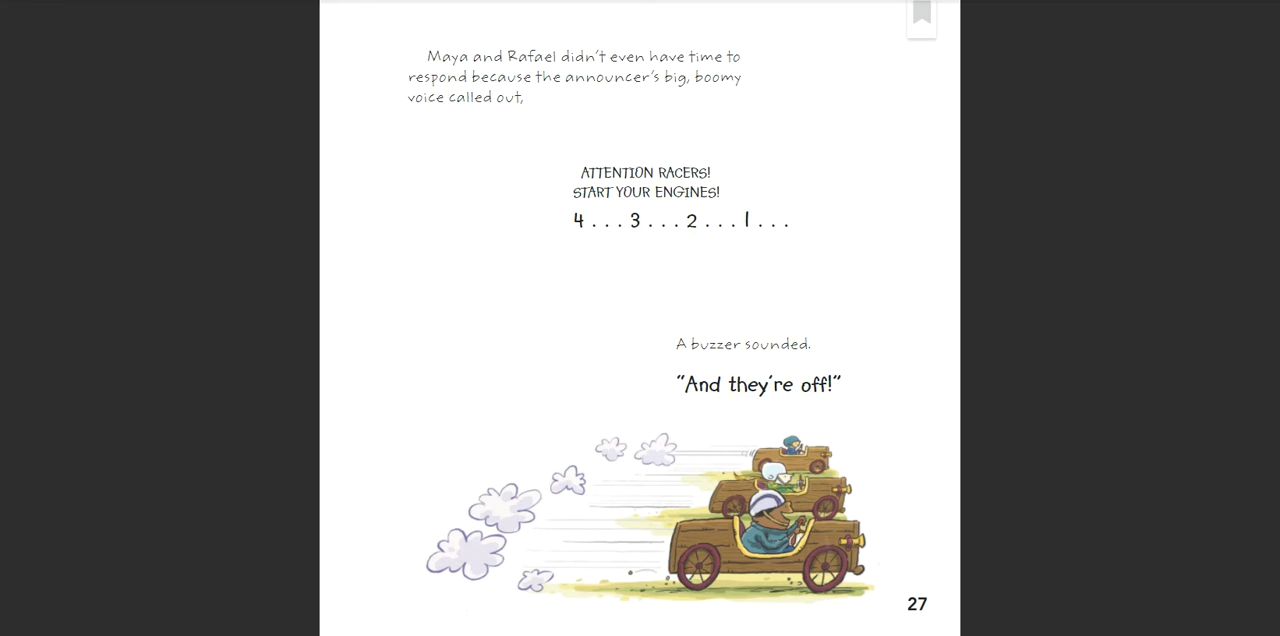 Maya and Rafael didn't even have time to
respond because the announcer's big, boomy
voice called out,
ATTENTION RACERS!
START YOUR ENGINES!
4 . . . 3 . . . 2 . . . 1 . . .
A buzzer sounded.
"And they're off!"
27